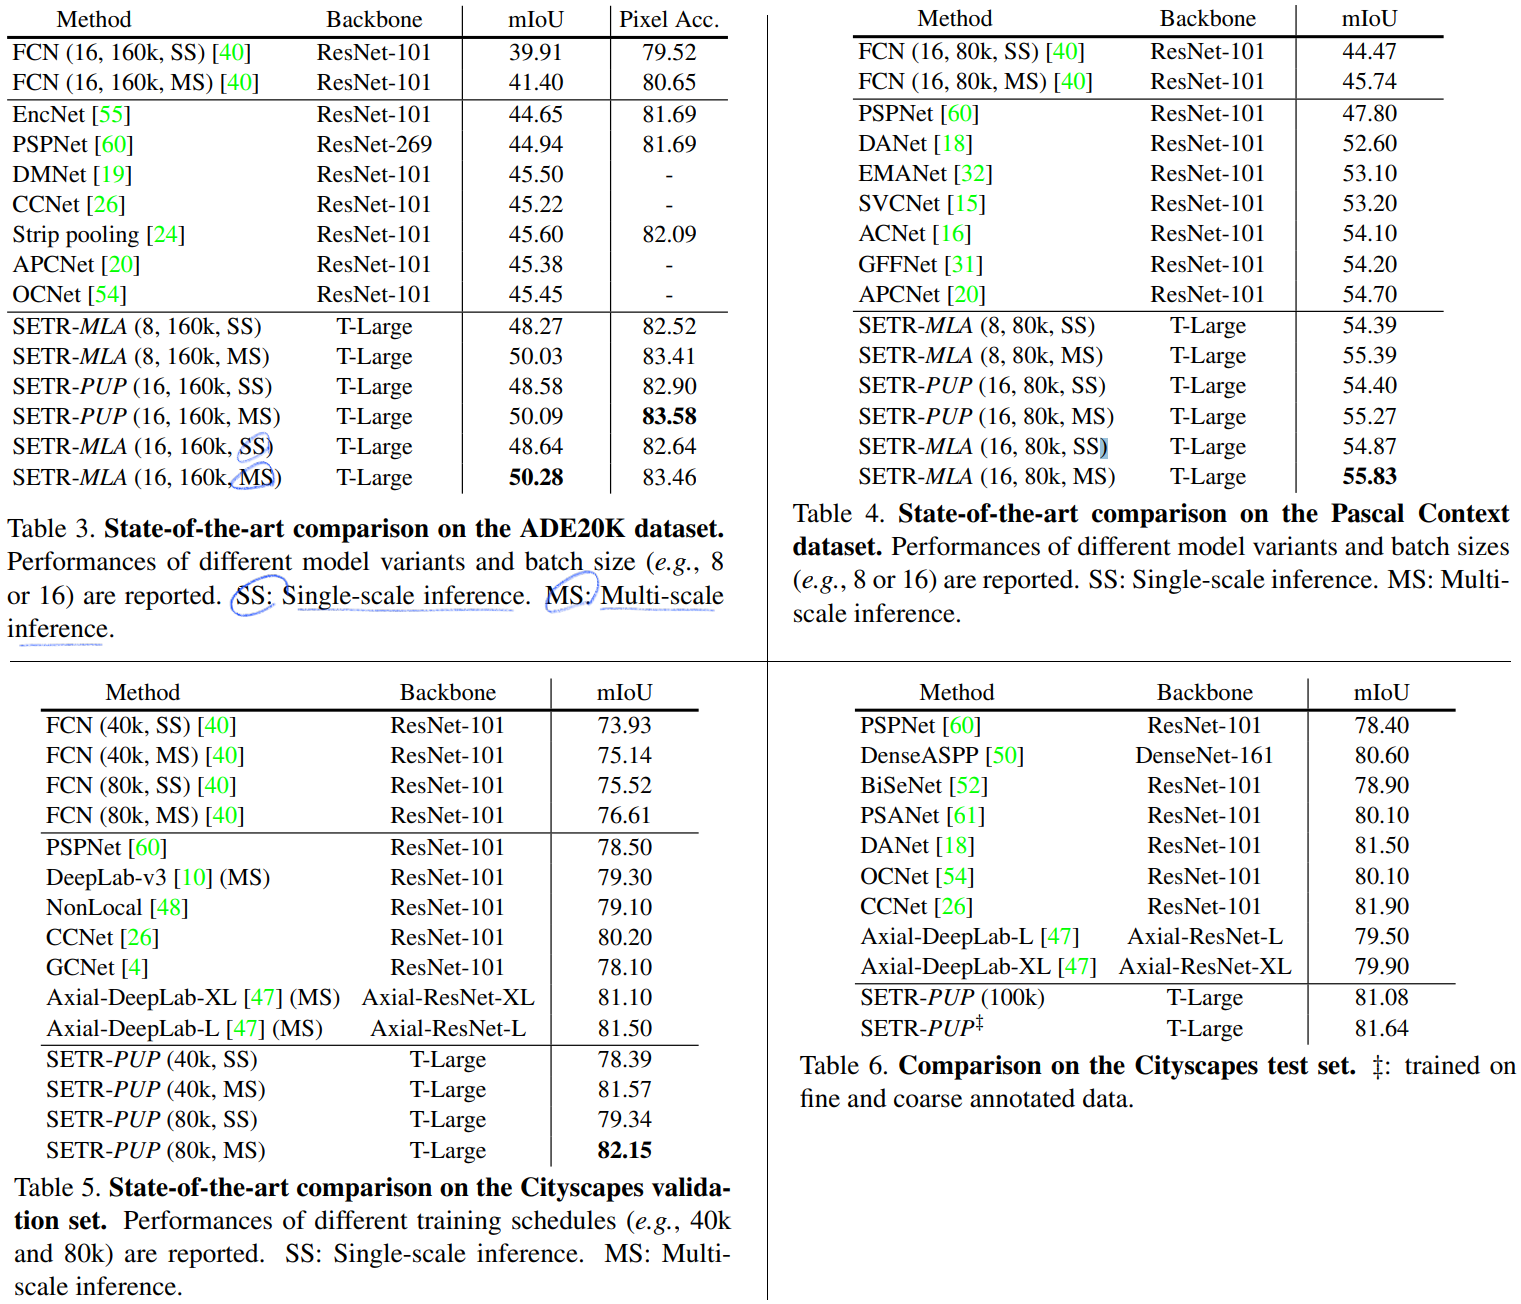 Method Backbone mIoU Pixel Acc.
FCN (16, 160k, SS) [40] ResNet-101 39.91 79.52
FCN (16, 160k, MS) [40] ResNet-101 41.40 80.65
EncNet [55] ResNet-101 44.65 81.69
PSPNet [60] ResNet-269 44.94 81.69
DMNet [19] ResNet-101 45.50 -
CCNet [26] ResNet-101 45.22 -
Strip pooling [24] ResNet-101 45.60 82.09
APCNet [20] ResNet-101 45.38 -
OCNet [54] ResNet-101 45.45 -
SETR-MLA (8, 160k, SS) T-Large 48.27 82.52
SETR-MLA (8, 160k, MS) T-Large 50.03 83.41
SETR-PUP (16, 160k, SS) T-Large 48.58 82.90
SETR-PUP (16, 160k, MS) T-Large 50.09 83.58
SETR-MLA (16, 160k, SS) T-Large 48.64 82.64
SETR-MLA (16, 160k, MS) T-Large 50.28 83.46
Table 3. State-of-the-art comparison on the ADE20K dataset.
Performances of different model variants and batch size (e.g., 8
or 16) are reported. SS: Single-scale inference. MS: Multi-scale
inference.
Method Backbone mIoU
FCN (16, 80k, SS) [40] ResNet-101 44.47
FCN (16, 80k, MS) [40] ResNet-101 45.74
PSPNet [60] ResNet-101 47.80
DANet [18] ResNet-101 52.60
EMANet [32] ResNet-101 53.10
SVCNet [15] ResNet-101 53.20
ACNet [16] ResNet-101 54.10
GFFNet [31] ResNet-101 54.20
APCNet [20] ResNet-101 54.70
SETR-MLA (8, 80k, SS) T-Large 54.39
SETR-MLA (8, 80k, MS) T-Large 55.39
SETR-PUP (16, 80k, SS) T-Large 54.40
SETR-PUP (16, 80k, MS) T-Large 55.27
SETR-MLA (16, 80k, SS) T-Large 54.87
SETR-MLA (16, 80k, MS) T-Large 55.83
Table 4. State-of-the-art comparison on the Pascal Context
dataset. Performances of different model variants and batch sizes
(e.g., 8 or 16) are reported. SS: Single-scale inference. MS: Multi-
scale inference.
Method Backbone mIoU
FCN (40k, SS) [40] ResNet-101 73.93
FCN (40k, MS) [40] ResNet-101 75.14
FCN (80k, SS) [40] ResNet-101 75.52
FCN (80k, MS) [40] ResNet-101 76.61
PSPNet [60] ResNet-101 78.50
DeepLab-v3 [10] (MS) ResNet-101 79.30
NonLocal [48] ResNet-101 79.10
CCNet [26] ResNet-101 80.20
GCNet [4] ResNet-101 78.10
Axial-DeepLab-XL [47] (MS) Axial-ResNet-XL 81.10
Axial-DeepLab-L [47] (MS) Axial-ResNet-L 81.50
SETR-PUP (40k, SS) T-Large 78.39
SETR-PUP (40k, MS) T-Large 81.57
SETR-PUP (80k, SS) T-Large 79.34
SETR-PUP (80k, MS) T-Large 82.15
Table 5. State-of-the-art comparison on the Cityscapes valida-
tion set. Performances of different training schedules (e.g., 40k
and 80k) are reported. SS: Single-scale inference. MS: Multi-
scale inference.
Method Backbone mIoU
PSPNet [60] ResNet-101 78.40
DenseASPP [50] DenseNet-161 80.60
BiSeNet [52] ResNet-101 78.90
PSANet [61] ResNet-101 80.10
DANet [18] ResNet-101 81.50
OCNet [54] ResNet-101 80.10
CCNet [26] ResNet-101 81.90
Axial-DeepLab-L [47] Axial-ResNet-L 79.50
Axial-DeepLab-XL [47] Axial-ResNet-XL 79.90
SETR-PUP (100k) T-Large 81.08
SETR-PUP‡ T-Large 81.64
Table 6. Comparison on the Cityscapes test set. ‡: trained on
fine and coarse annotated data.